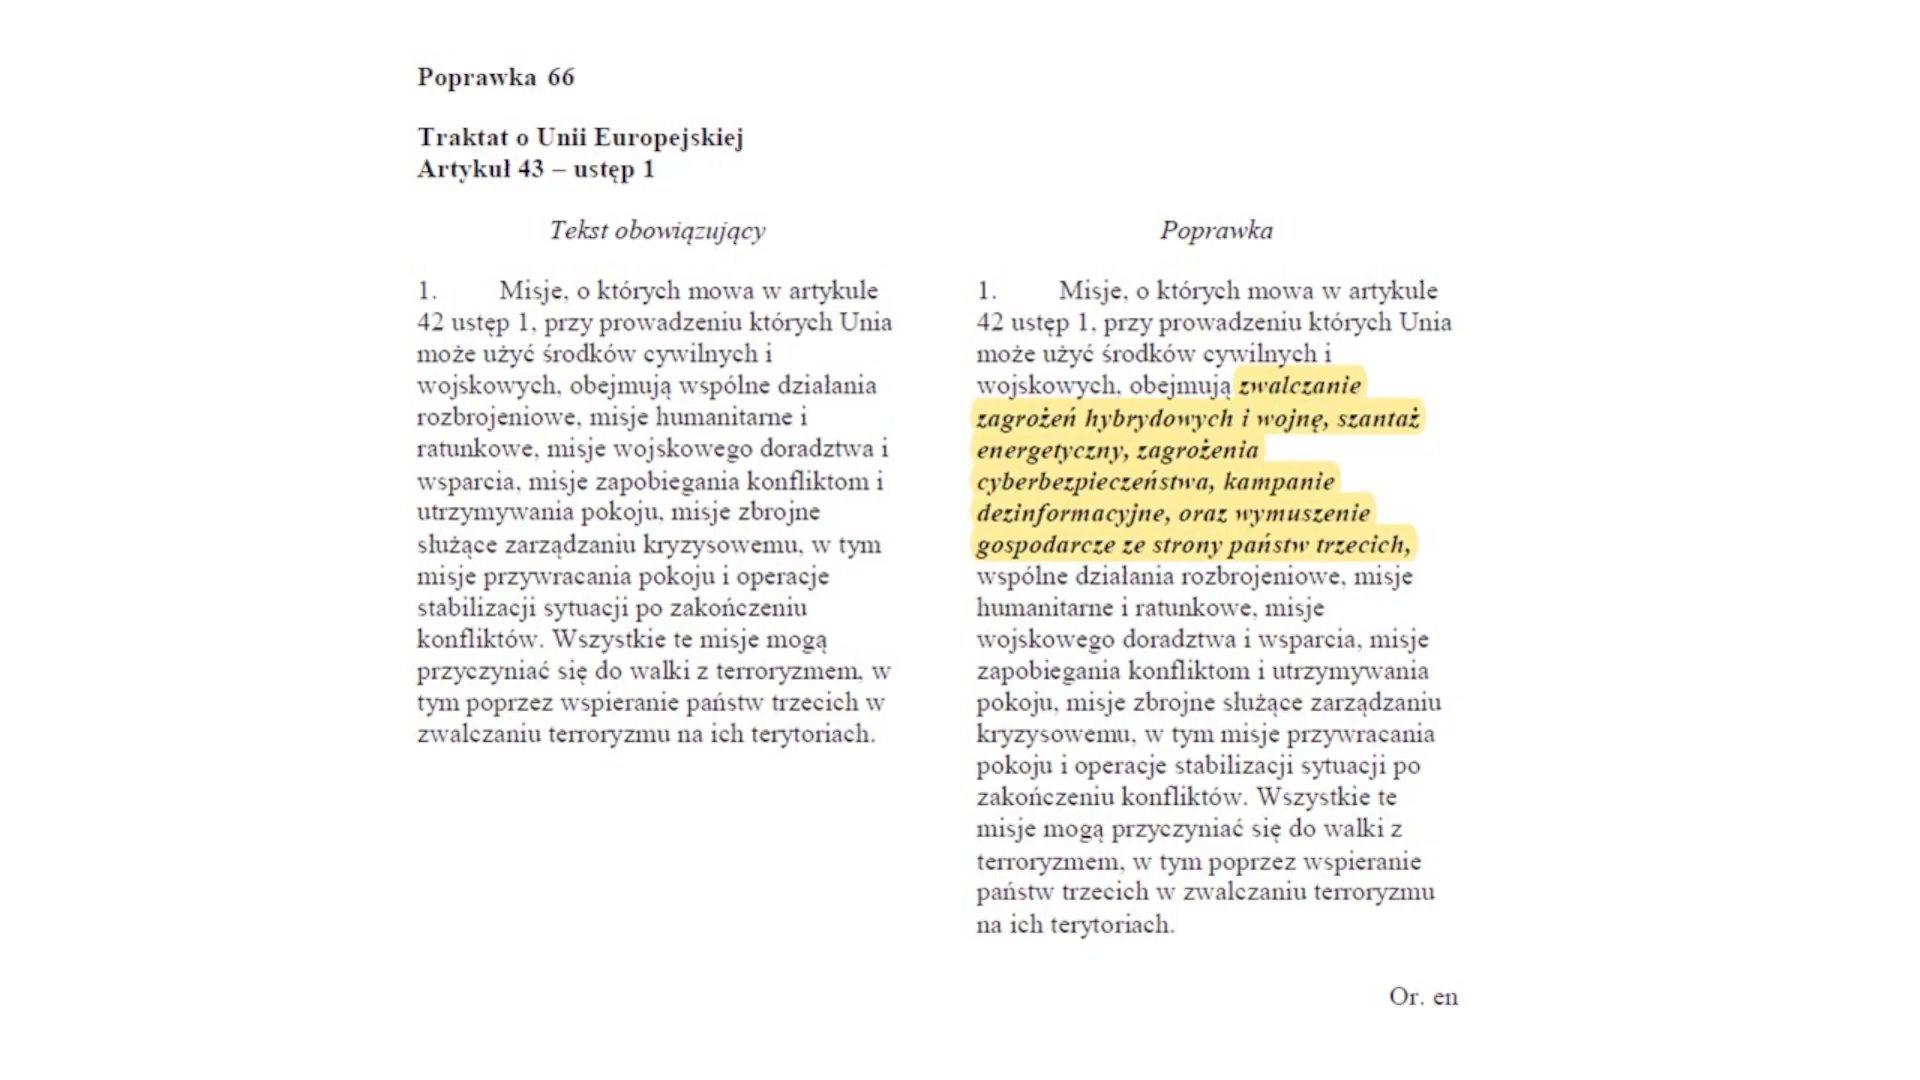 Poprawka 66
Traktat o Unii Europejskiej
Artykuł 43 – ustęp 1
Tekst obowiązujący
1. Misje, o których mowa w artykule
42 ustęp 1, przy prowadzeniu których Unia
może użyć środków cywilnych i
wojskowych, obejmują wspólne działania
rozbrojeniowe, misje humanitarne i
ratunkowe, misje wojskowego doradztwa i
wsparcia, misje zapobiegania konfliktom i
utrzymywania pokoju, misje zbrojne
służące zarządzaniu kryzysowemu, w tym
misje przywracania pokoju i operacje
stabilizacji sytuacji po zakończeniu
konfliktów. Wszystkie te misje mogą
przyczyniać się do walki z terroryzmem, w
tym poprzez wspieranie państw trzecich w
zwalczaniu terroryzmu na ich terytoriach.
Poprawka
1. Misje, o których mowa w artykule
42 ustęp 1, przy prowadzeniu których Unia
może użyć środków cywilnych i
wojskowych, obejmują zwalczanie
zagrożeń hybrydowych i wojnę, szantaż
energetyczny, zagrożenia
cyberbezpieczeństwa, kampanie
dezinformacyjne, oraz wymuszenie
gospodarcze ze strony państw trzecich,
wspólne działania rozbrojeniowe, misje
humanitarne i ratunkowe, misje
wojskowego doradztwa i wsparcia, misje
zapobiegania konfliktom i utrzymywania
pokoju, misje zbrojne służące zarządzaniu
kryzysowemu, w tym misje przywracania
pokoju i operacje stabilizacji sytuacji po
zakończeniu konfliktów. Wszystkie te
misje mogą przyczyniać się do walki z
terroryzmem, w tym poprzez wspieranie
państw trzecich w zwalczaniu terroryzmu
na ich terytoriach.
Or. en